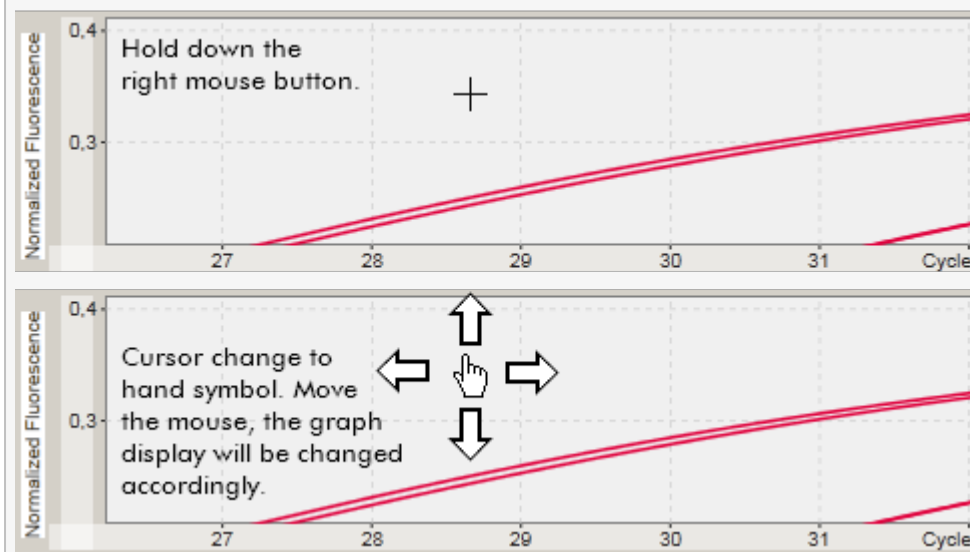 0,4
Hold down the
right mouse button.
0,3
Normalized Fluorescence
27 28 29 30 31 Cycle
0,4
Cursor change to
hand symbol. Move
the mouse, the graph
display will be changed
accordingly.
0,3
Normalized Fluorescence
27 28 29 30 31 Cycle